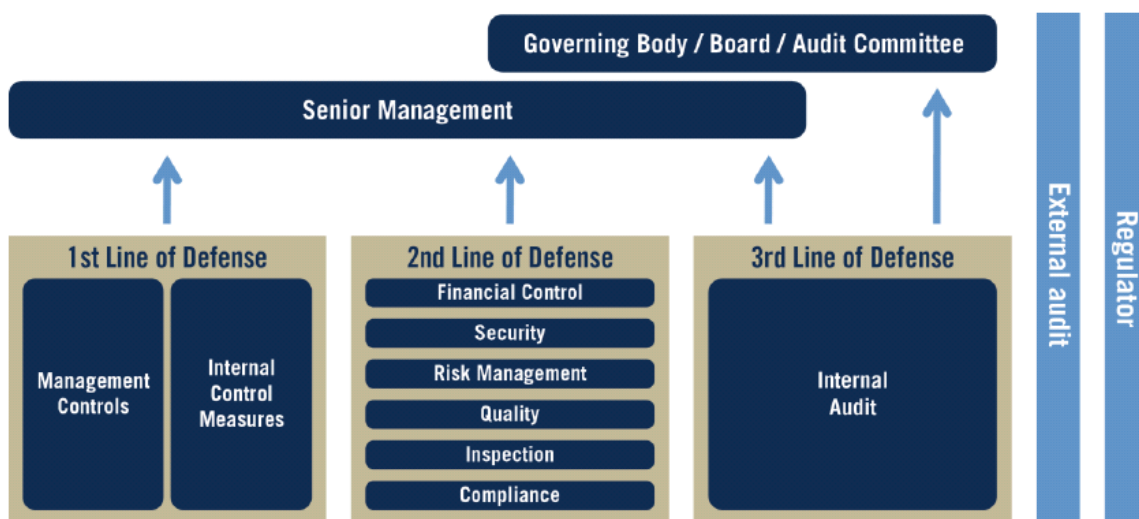 Governing Body / Board / Audit Committee
Senior Management
1st Line of Defense
Management
Controls
Internal
Control
Measures
2nd Line of Defense
Financial Control
Security
Risk Management
Quality
Inspection
Compliance
3rd Line of Defense
Internal
Audit
External audit
Regulator